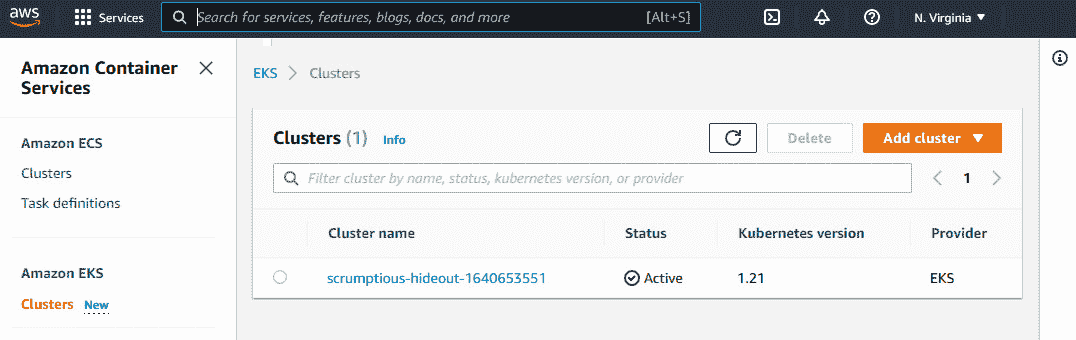 aws Services Search for services, features, blogs, docs, and more [Alt+S] N. Virginia
Amazon Container
Services
Amazon ECS
Clusters
Task definitions
Amazon EKS
Clusters New
EKS Clusters
Clusters (1) Info Delete Add cluster
Filter cluster by name, status, kubernetes version, or provider 1
Cluster name Status Kubernetes version Provider
scrumptious-hideout-1640653551 Active 1.21 EKS